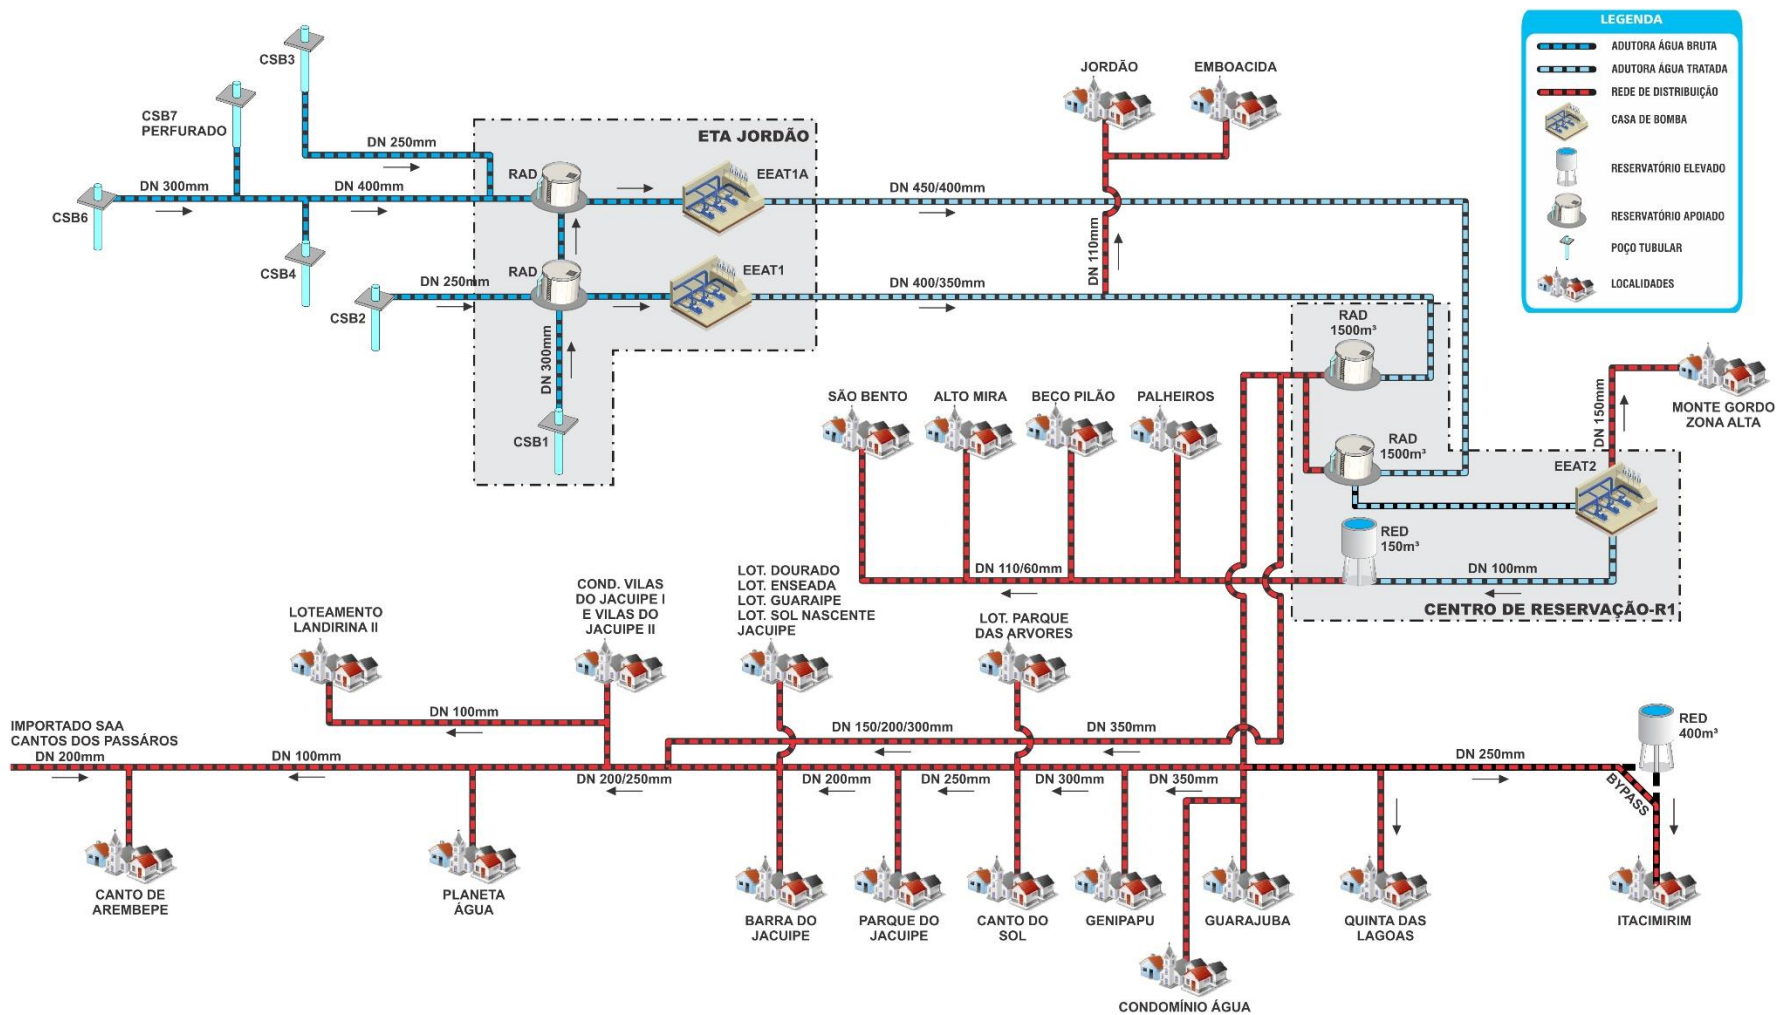 LEGENDA
ADUTORA ÁGUA BRUTA
ADUTORA ÁGUA TRATADA
REDE DE DISTRIBUIÇÃO
CASA DE BOMBA
RESERVATÓRIO ELEVADO
RESERVATÓRIO APOIADO
POÇO TUBULAR
LOCALIDADES
CSB3
CSB7
PERFURADO
DN 250mm
DN 300mm
DN 400mm
CSB6
CSB4
CSB2
DN 250mm
ETA JORDÃO
RAD
EEAT1A
RAD
EEAT1
DN 300mm
CSB1
JORDÃO
EMBOACIDA
DN 450/400mm
DN 110mm
DN 400/350mm
RAD
1500m³
RAD
1500m³
EEAT2
RED
150m³
DN 100mm
CENTRO DE RESERVAÇÃO-R1
DN 150mm
MONTE GORDO
ZONA ALTA
SÃO BENTO
ALTO MIRA
BECO PILÃO
PALHEIROS
DN 110/60mm
LOTEAMENTO
LANDIRINA II
COND. VILAS
DO JACUIPE I
E VILAS DO
JACUIPE II
LOT. DOURADO
LOT. ENSEADA
LOT. GUARAIPE
LOT. SOL NASCENTE
JACUIPE
LOT. PARQUE
DAS ARVORES
DN 100mm
DN 150/200/300mm
DN 350mm
IMPORTADO SAA
CANTOS DOS PASSÁROS
DN 200mm
DN 100mm
DN 200/250mm
DN 200mm
DN 250mm
DN 300mm
DN 350mm
DN 250mm
RED
400m³
BYPASS
CANTO DE
AREMBEPE
PLANETA
ÁGUA
BARRA DO
JACUIPE
PARQUE DO
JACUIPE
CANTO DO
SOL
GENIPAPU
GUARAJUBA
QUINTA DAS
LAGOAS
ITACIMIRIM
CONDOMÍNIO ÁGUA